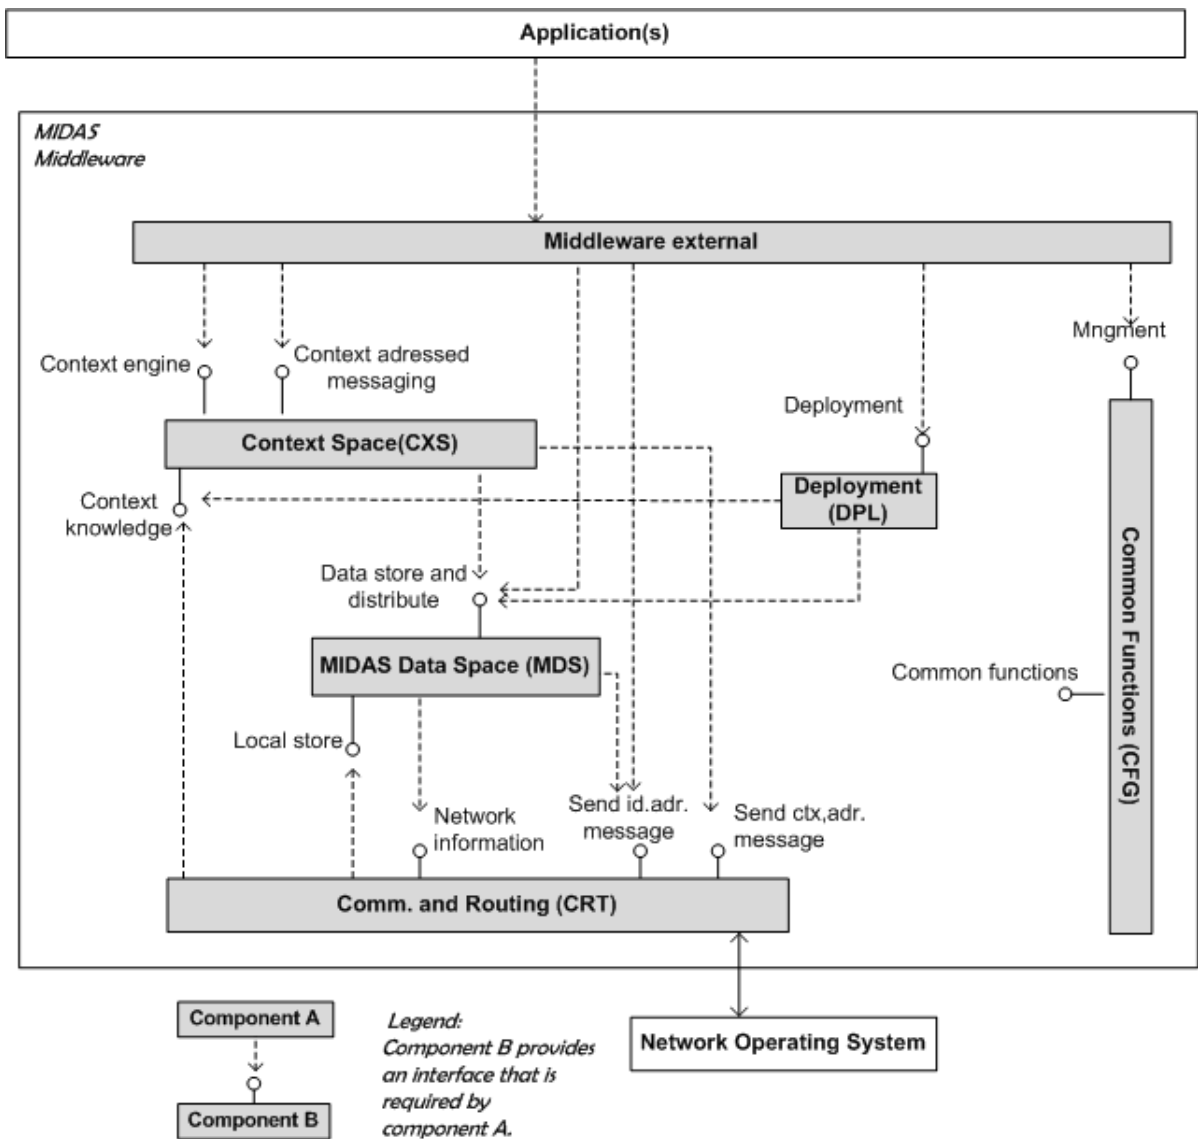 Application(s)
MIDAS
Middleware
Middleware external
Context engine
Context adressed
messaging
Mngment
Deployment
Context Space(CXS)
Deployment
(DPL)
Context
knowledge
Common Functions (CFG)
Data store and
distribute
MIDAS Data Space (MDS)
Common functions
Local store
Network
information
Send id.adr.
message
Send ctx,adr.
message
Comm. and Routing (CRT)
Network Operating System
Component A
Component B
Legend:
Component B provides
an interface that is
required by
component A.